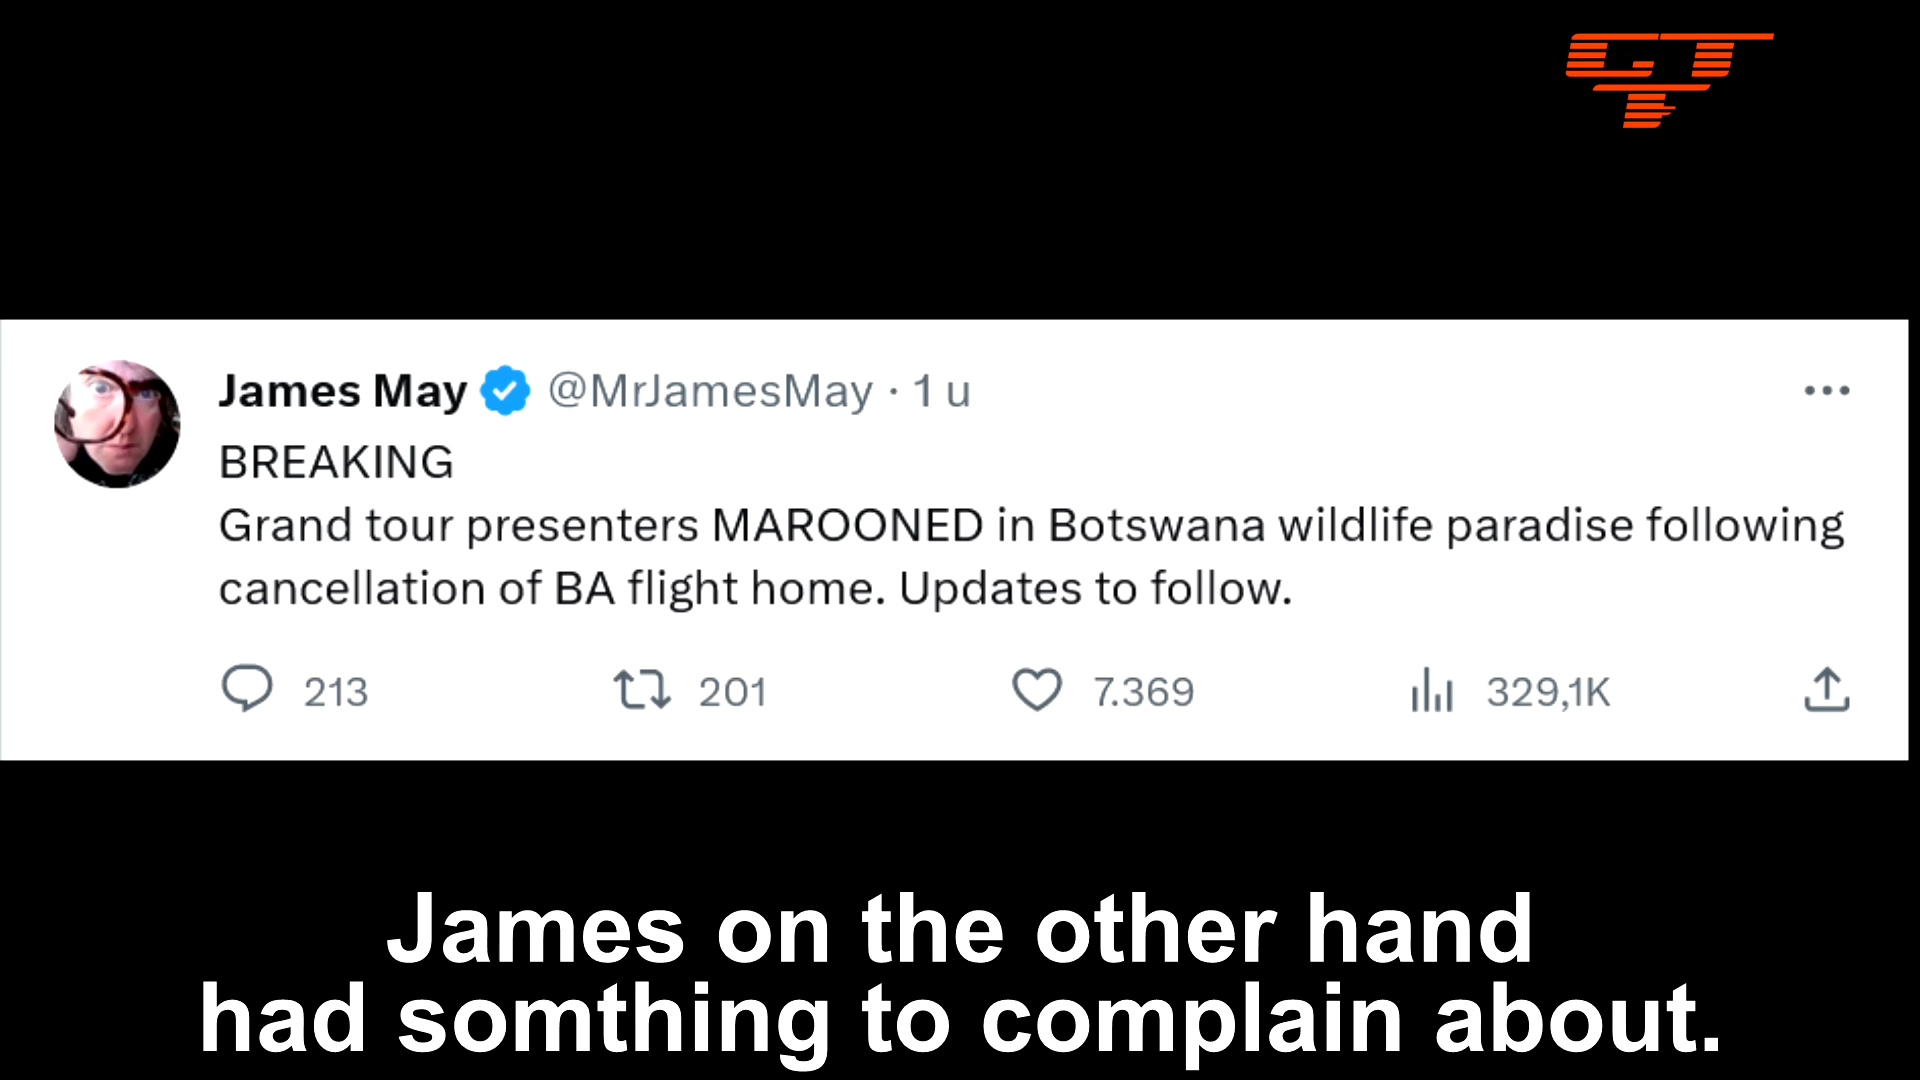 GT
James May @MrJamesMay · 1 u
BREAKING
Grand tour presenters MAROONED in Botswana wildlife paradise following
cancellation of BA flight home. Updates to follow.
213 201 7.369 329,1K
James on the other hand
had somthing to complain about.